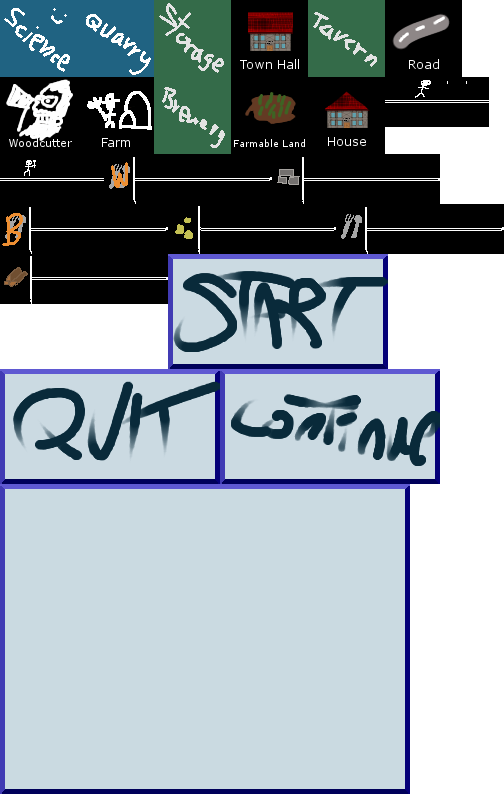 Science
Quarry
Storage
Town Hall
Tavern
Road
Woodcutter
Farm
Brewery
Farmable Land
House
START
QUIT
Continue